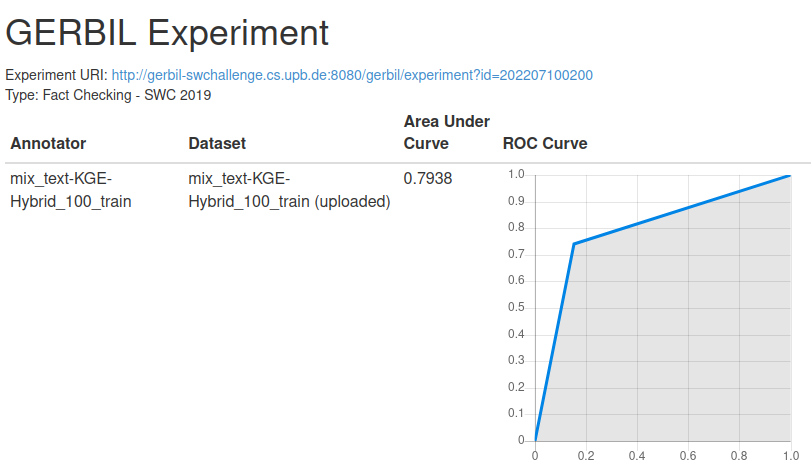 GERBIL Experiment
Experiment URI: http://gerbil-swchallenge.cs.upb.de:8080/gerbil/experiment?id=202207100200
Type: Fact Checking - SWC 2019
Annotator Dataset Area Under Curve ROC Curve
mix_text-KGE-
Hybrid_100_train
mix_text-KGE-
Hybrid_100_train (uploaded)
0.7938
1.0
0.9
0.8
0.7
0.6
0.5
0.4
0.3
0.2
0.1
0
0 0.2 0.4 0.6 0.8 1.0